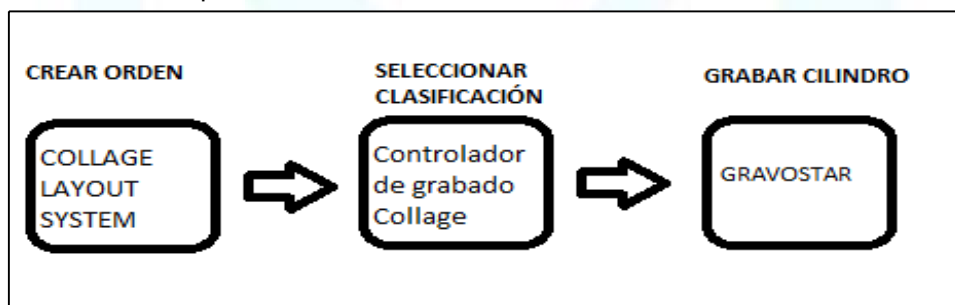 CREAR ORDEN
SELECCIONAR
CLASIFICACIÓN
GRABAR CILINDRO
COLLAGE
LAYOUT
SYSTEM
Controlador
de grabado
Collage
GRAVOSTAR